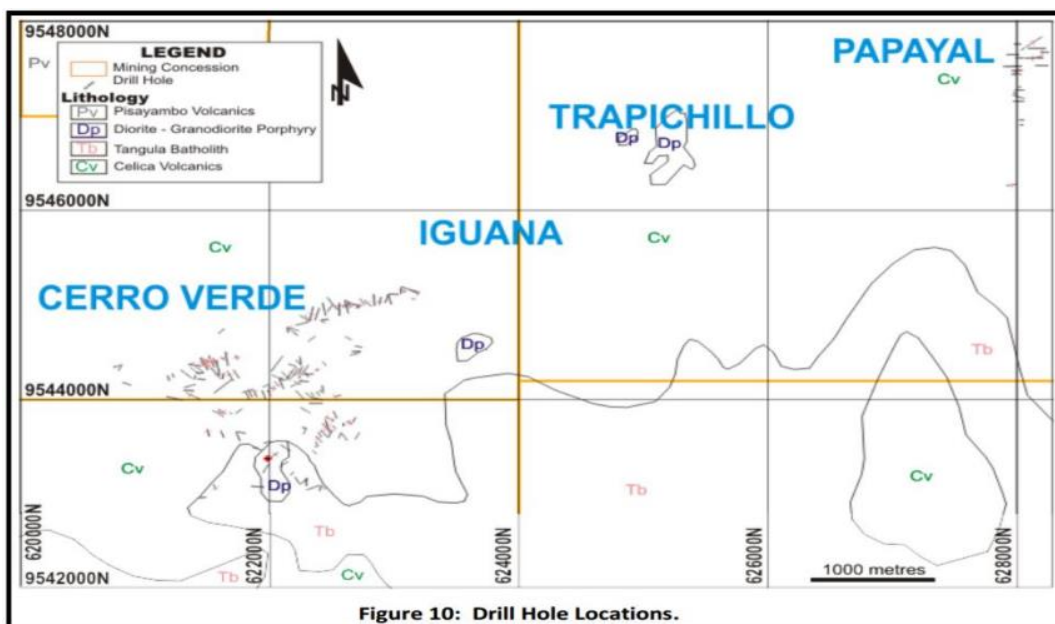 9548000N
PAPAYAL
LEGEND
Pv
Mining Concession
Drill Hole
Cv
Lithology
N
TRAPICHILLO
Pv Pisayambo Volcanics
Dp Diorite - Granodiorite Porphyry
Dp
Dp
Tb Tangula Batholith
Cv Celica Volcanics
9546000N
IGUANA
Cv
Cv
CERRO VERDE
Dp
Tb
9544000N
Cv
Cv
Dp
Tb
Tb
620000N
622000N
624000N
626000N
628000N
Tb
Cv
1000 metres
9542000N
Figure 10: Drill Hole Locations.